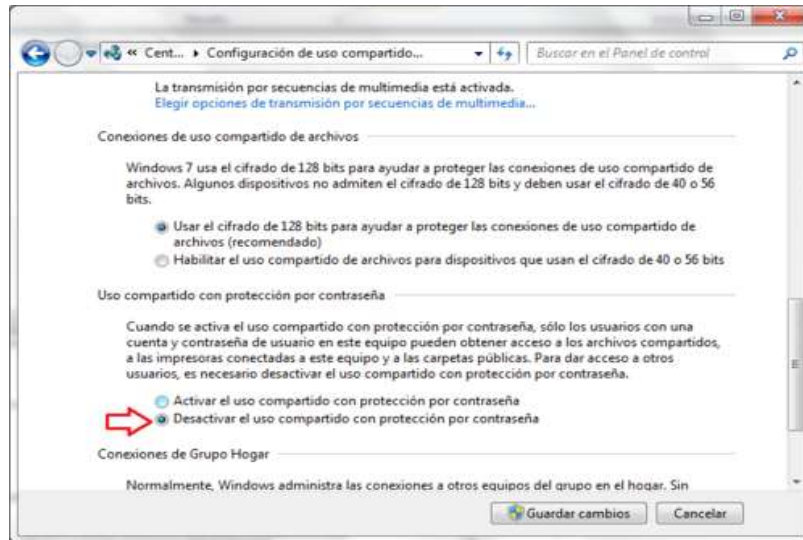 « Cent... ▸ Configuración de uso compartido...
Buscar en el Panel de control
La transmisión por secuencias de multimedia está activada.
Elegir opciones de transmisión por secuencias de multimedia...
Conexiones de uso compartido de archivos
Windows 7 usa el cifrado de 128 bits para ayudar a proteger las conexiones de uso compartido de
archivos. Algunos dispositivos no admiten el cifrado de 128 bits y deben usar el cifrado de 40 o 56
bits.
Usar el cifrado de 128 bits para ayudar a proteger las conexiones de uso compartido de
archivos (recomendado)
Habilitar el uso compartido de archivos para dispositivos que usan el cifrado de 40 o 56 bits
Uso compartido con protección por contraseña
Cuando se activa el uso compartido con protección por contraseña, sólo los usuarios con una
cuenta y contraseña de usuario en este equipo pueden obtener acceso a los archivos compartidos,
a las impresoras conectadas a este equipo y a las carpetas públicas. Para dar acceso a otros
usuarios, es necesario desactivar el uso compartido con protección por contraseña.
Activar el uso compartido con protección por contraseña
Desactivar el uso compartido con protección por contraseña
Conexiones de Grupo Hogar
Normalmente, Windows administra las conexiones a otros equipos del grupo en el hogar. Sin
Guardar cambios
Cancelar